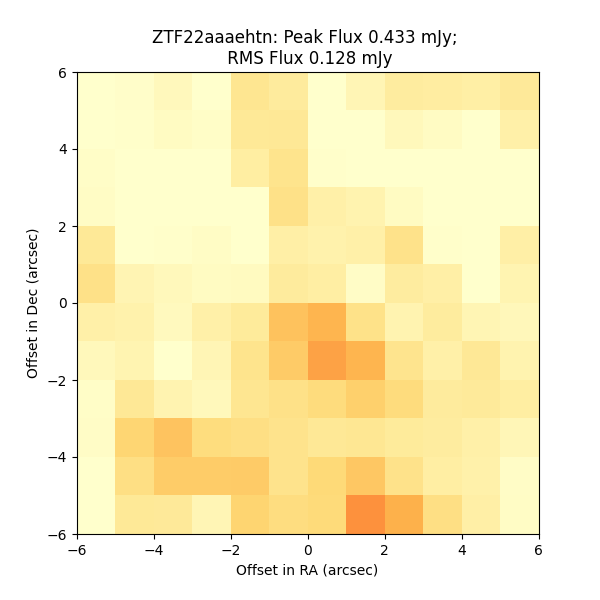 ZTF22aaaehtn: Peak Flux 0.433 mJy;
RMS Flux 0.128 mJy
6
4
2
0
−2
−4
−6
Offset in Dec (arcsec)
−6 −4 −2 0 2 4 6
Offset in RA (arcsec)